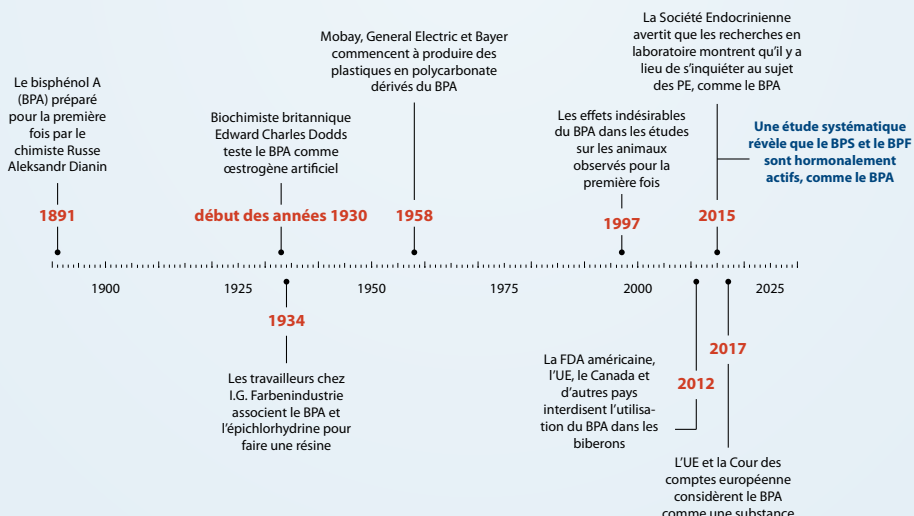 Le bisphénol A
(BPA) préparé
pour la première
fois par le
chimiste Russe
Aleksandr Dianin
1891
Biochimiste britannique
Edward Charles Dodds
teste le BPA comme
œstrogène artificiel
début des années 1930
Mobay, General Electric et Bayer
commencent à produire des
plastiques en polycarbonate
dérivés du BPA
1958
Les effets indésirables
du BPA dans les études
sur les animaux
observés pour la
première fois
1997
La Société Endocrinienne
avertit que les recherches en
laboratoire montrent qu'il y a
lieu de s'inquiéter au sujet
des PE, comme le BPA
2015
Une étude systématique
révèle que le BPS et le BPF
sont hormonalement
actifs, comme le BPA
1900
1925
1950
1975
2000
2025
1934
Les travailleurs chez
I.G. Farbenindustrie
associent le BPA et
l'épichlorhydrine pour
faire une résine
La FDA américaine,
l'UE, le Canada et
d'autres pays
interdisent l'utilisa-
tion du BPA dans les
biberons
2012
2017
L'UE et la Cour des
comptes européenne
considèrent le BPA
comme une substance